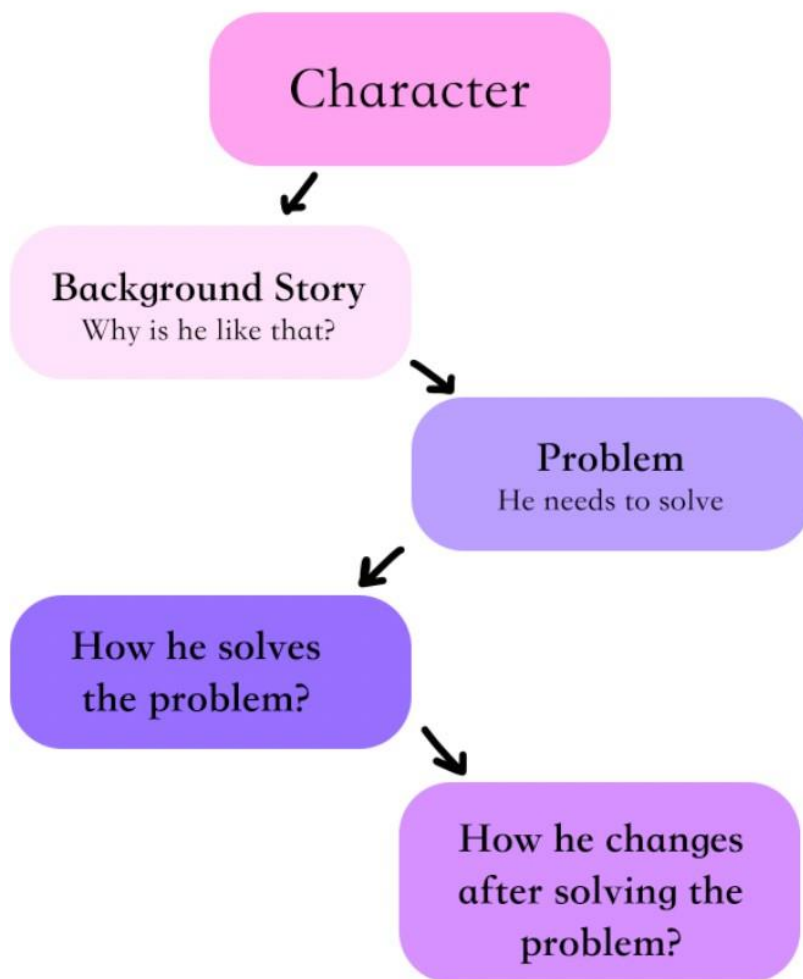 Character
Background Story
Why is he like that?
Problem
He needs to solve
How he solves
the problem?
How he changes
after solving the
problem?